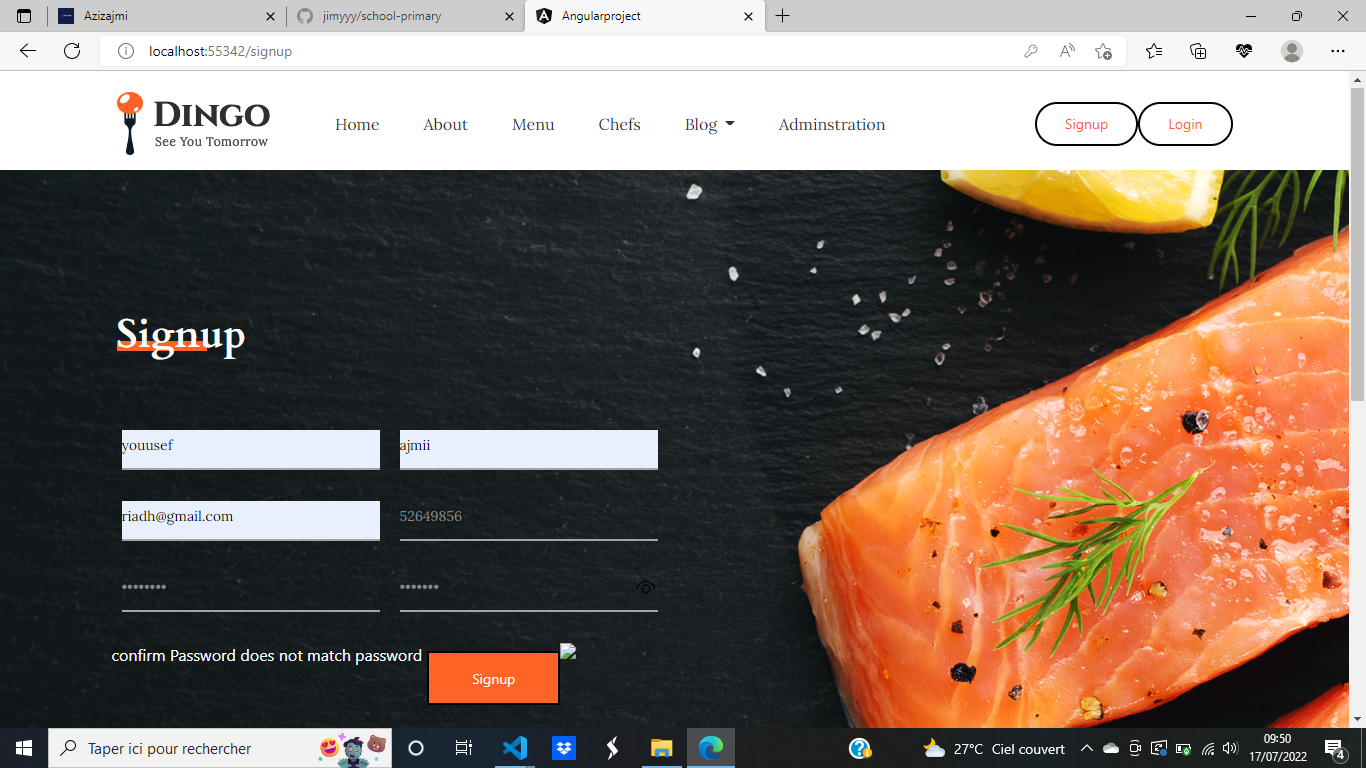 Azizajmi
jimyyy/school-primary
Angularproject
localhost:55342/signup
DINGO
See You Tomorrow
Home
About
Menu
Chefs
Blog
Adminstration
Signup
Login
Signup
youusef
ajmii
riadh@gmail.com
52649856
••••••••
•••••••
confirm Password does not match password
Signup
Taper ici pour rechercher
27°C Ciel couvert
09:50
17/07/2022
4